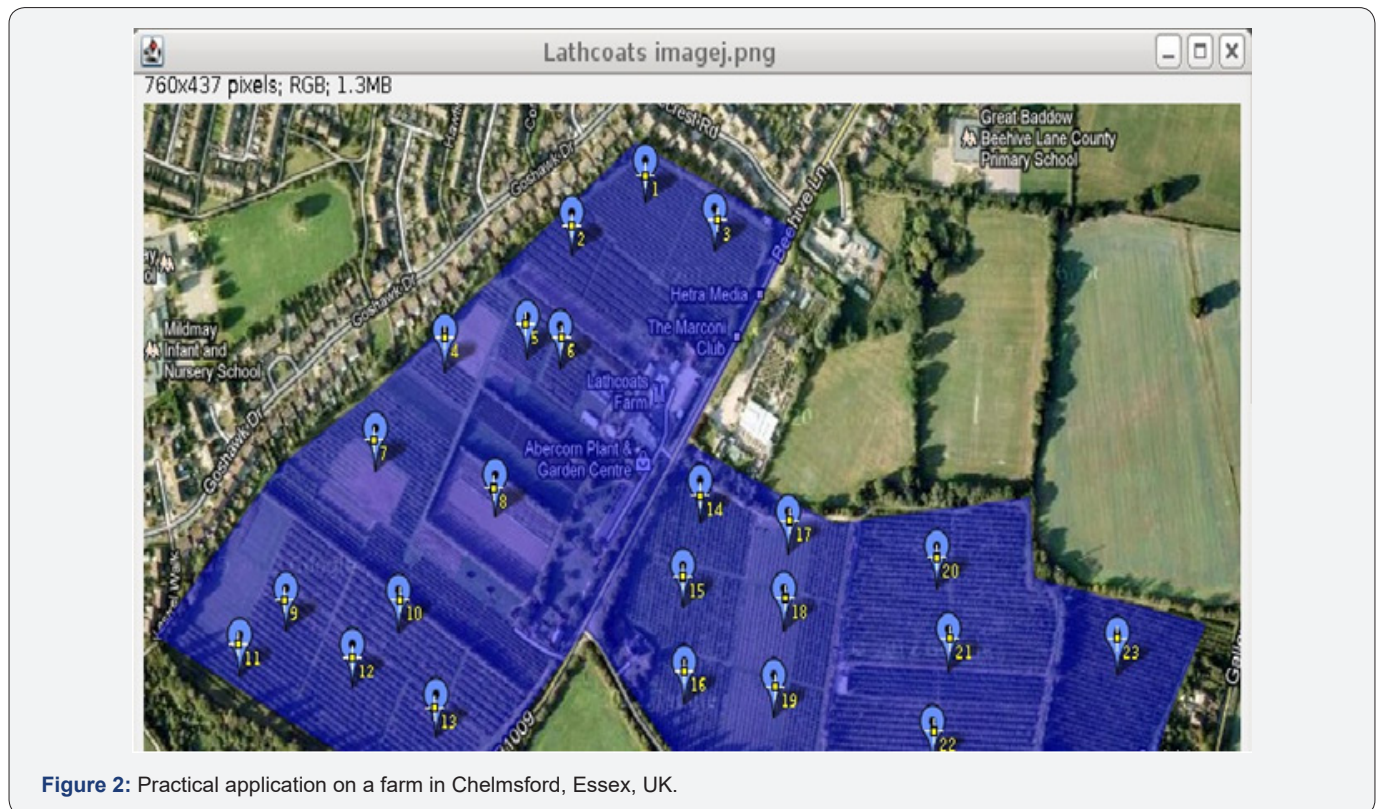 Lathcoats imagej.png
760x437 pixels; RGB; 1.3MB
crest Rd
Great Baddow
Beehive Lane County
Primary School
Goshawk Dr
Beehive Ln
1
2
3
Hetra Media
Goshawk Dr
The Marconi
Club
Mildmay
Infant and
Nursery School
4
5
6
Lathcoats
Farm
Goshawk Dr
7
Abercorn Plant &
Garden Centre
8
14
17
20
15
18
9
10
11
12
21
23
16
19
13
22
1009
Figure 2: Practical application on a farm in Chelmsford, Essex, UK.